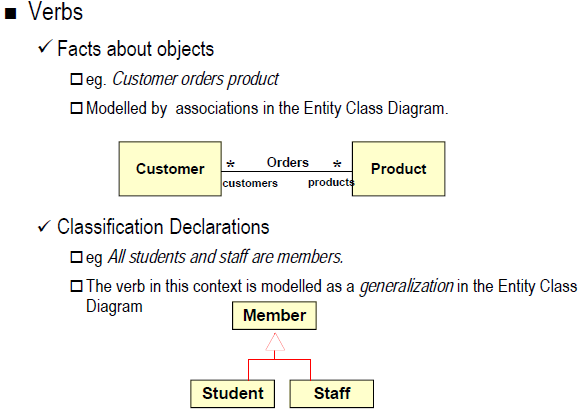 Verbs
Facts about objects
eg. Customer orders product
Modelled by associations in the Entity Class Diagram.
Customer * Orders * Product
customers products
Classification Declarations
eg All students and staff are members.
The verb in this context is modelled as a generalization in the Entity Class
Diagram
Member
Student Staff